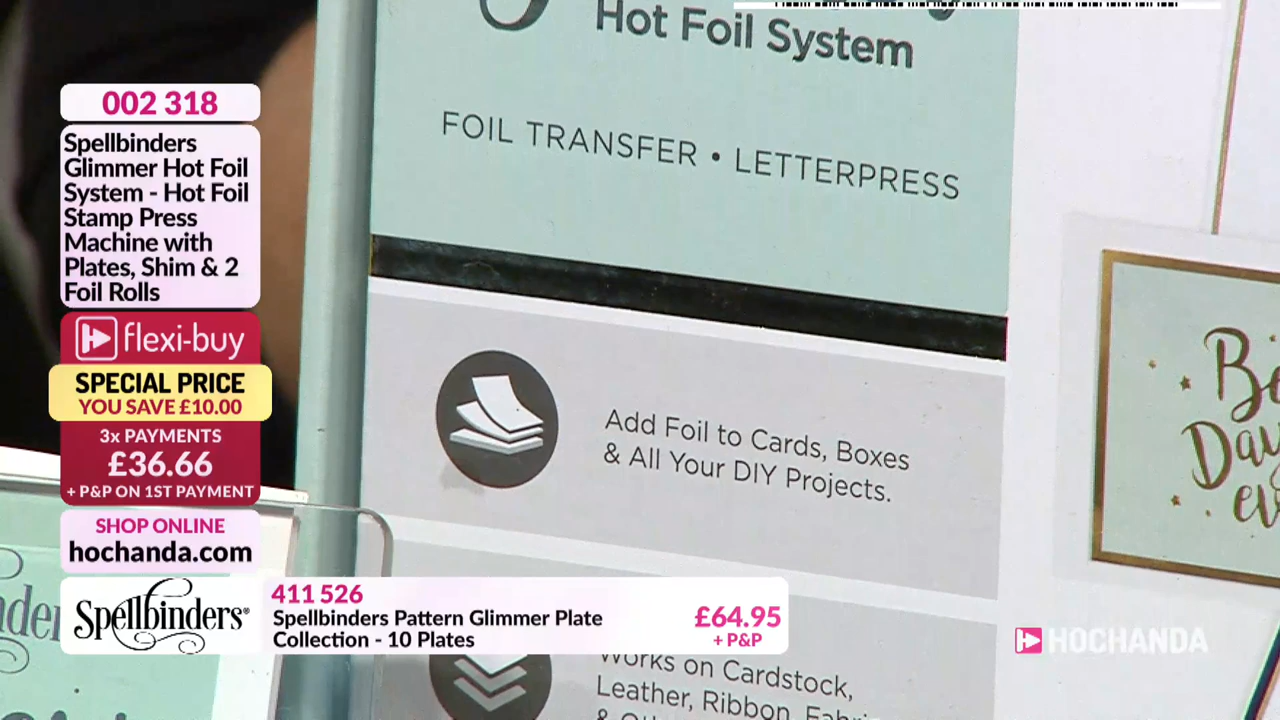 Hot Foil System
FOIL TRANSFER • LETTERPRESS
002 318
Spellbinders
Glimmer Hot Foil
System - Hot Foil
Stamp Press
Machine with
Plates, Shim & 2
Foil Rolls
flexi-buy
SPECIAL PRICE
YOU SAVE £10.00
3x PAYMENTS
£36.66
+ P&P ON 1ST PAYMENT
SHOP ONLINE
hochanda.com
Add Foil to Cards, Boxes
& All Your DIY Projects.
Spellbinders®
411 526
Spellbinders Pattern Glimmer Plate
Collection - 10 Plates
£64.95
+ P&P
HOCHANDA
Works on Cardstock,
Leather, Ribbon,
Day